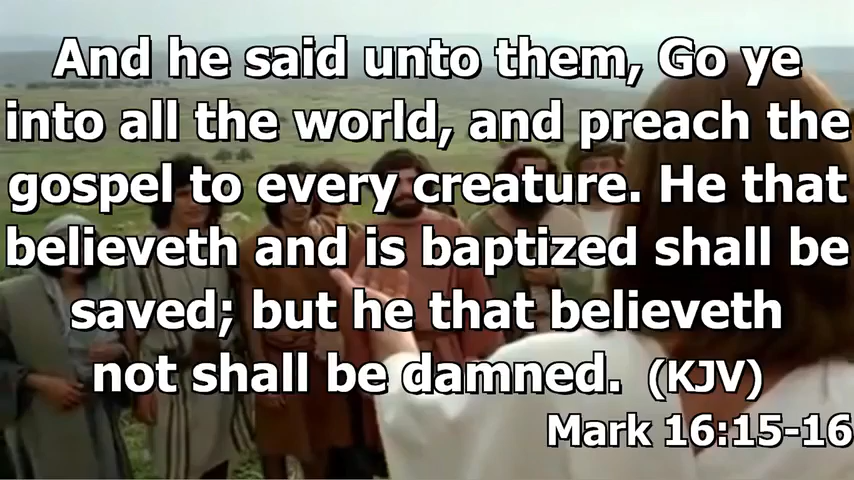 And he said unto them, Go ye
into all the world, and preach the
gospel to every creature. He that
believeth and is baptized shall be
saved; but he that believeth
not shall be damned. (KJV)
Mark 16:15-16